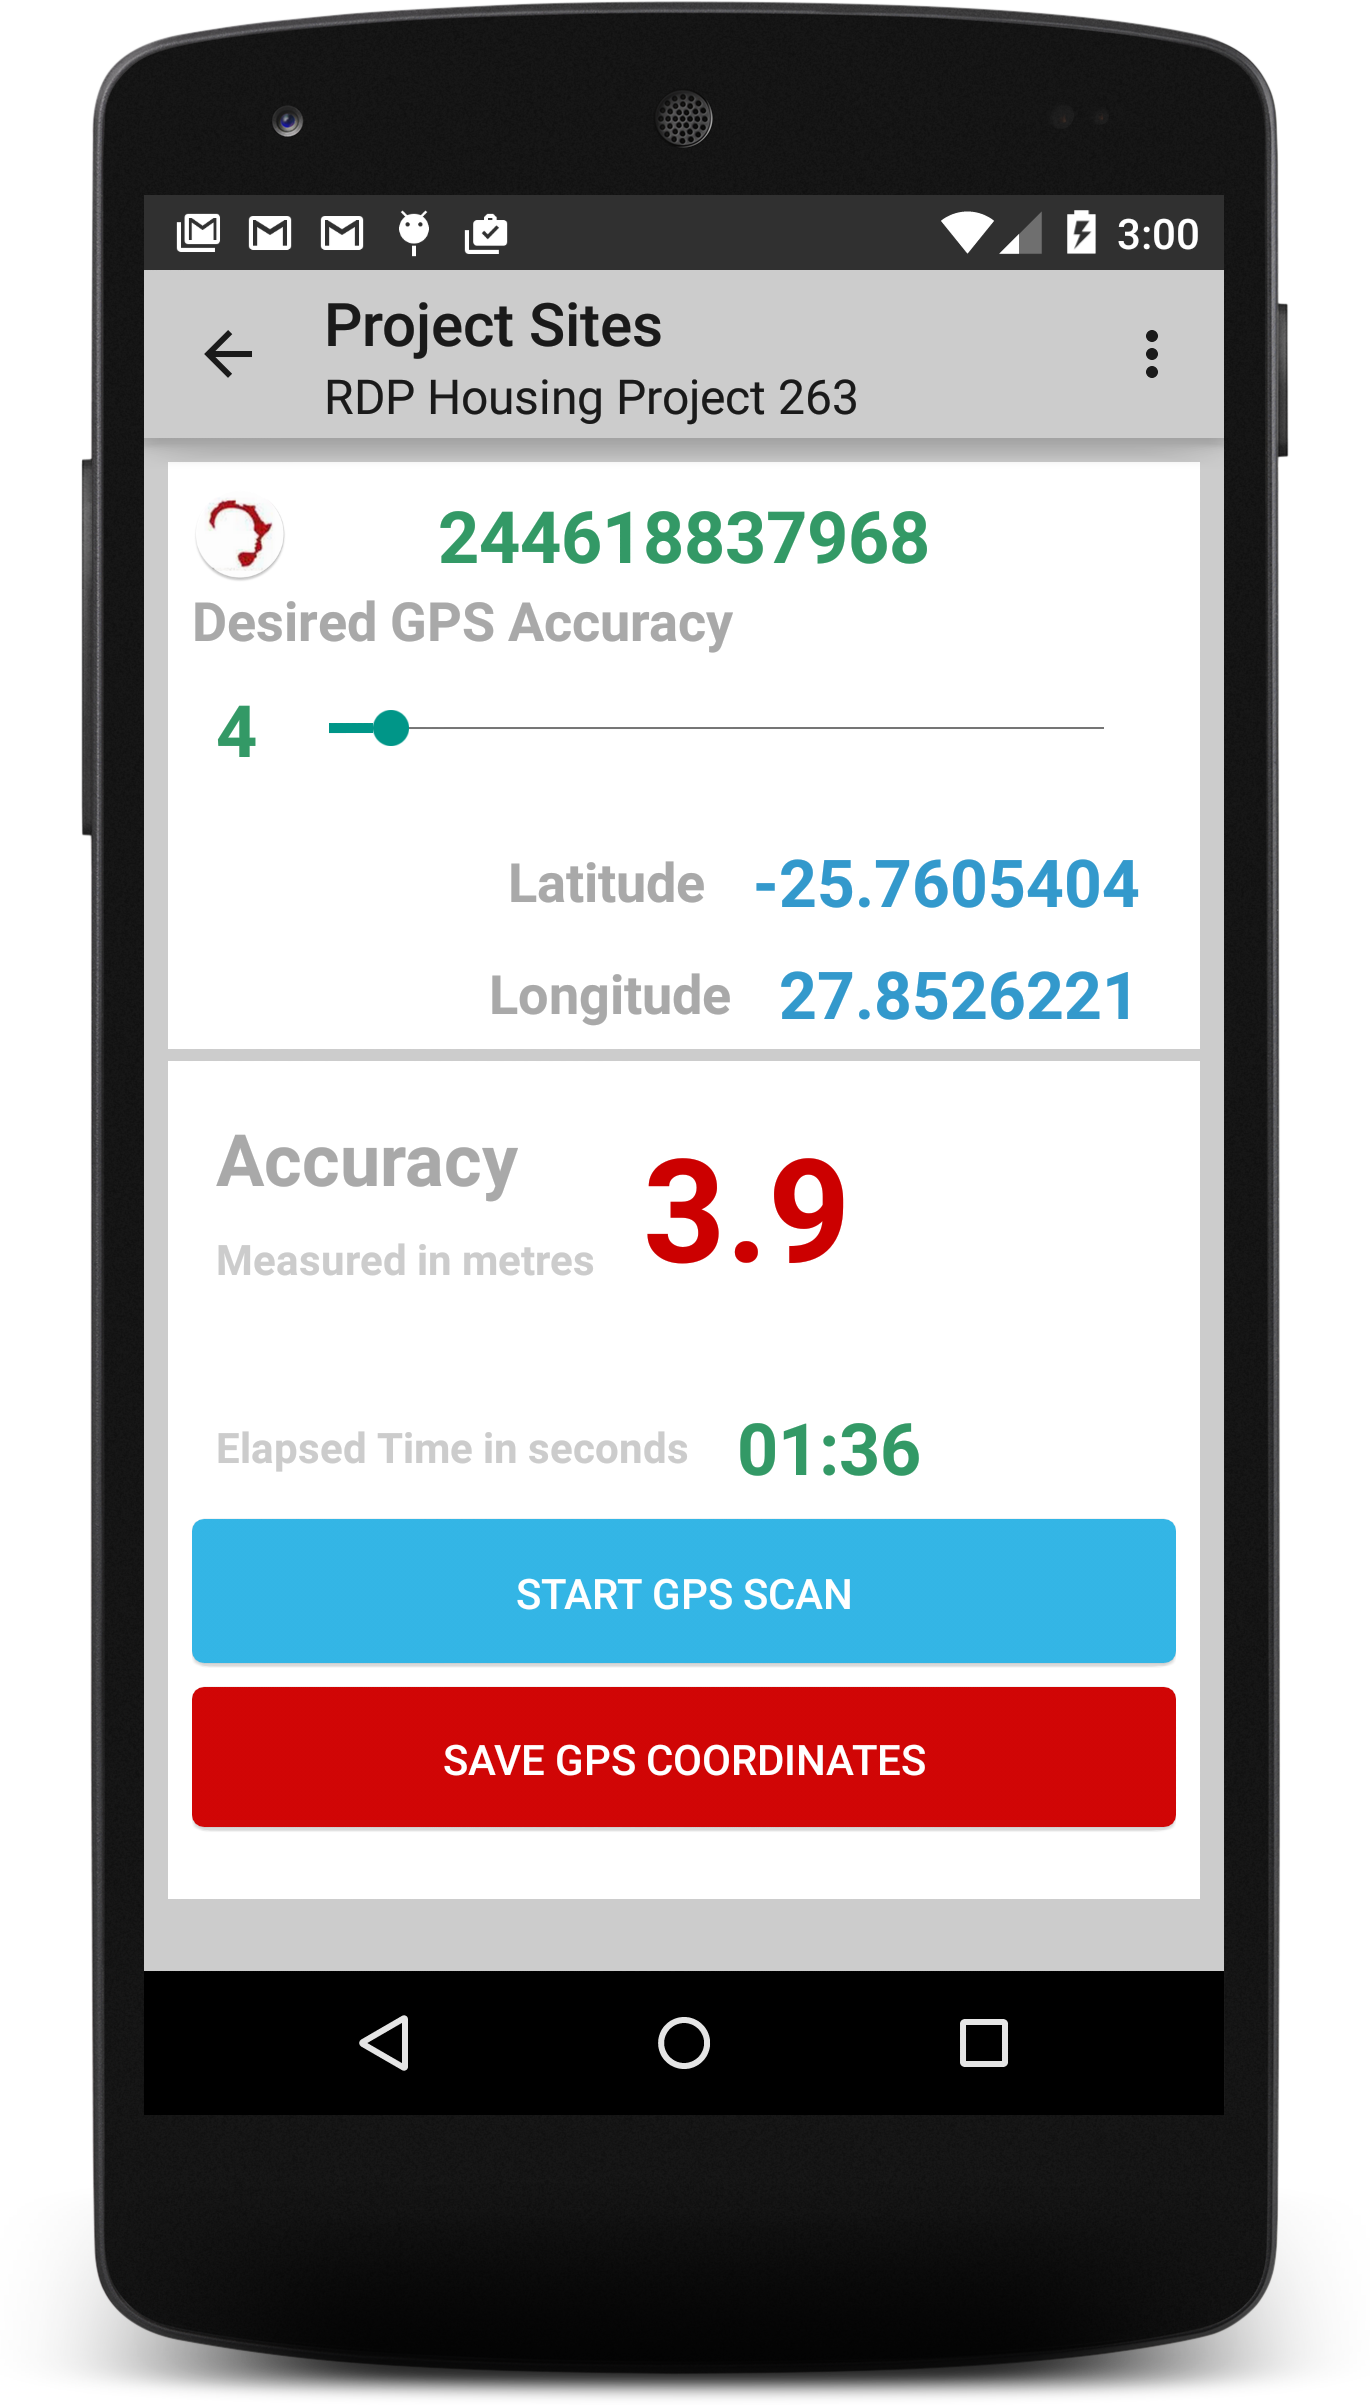 3:00
Project Sites
RDP Housing Project 263
244618837968
Desired GPS Accuracy
4
Latitude -25.7605404
Longitude 27.8526221
Accuracy 3.9
Measured in metres
Elapsed Time in seconds 01:36
START GPS SCAN
SAVE GPS COORDINATES